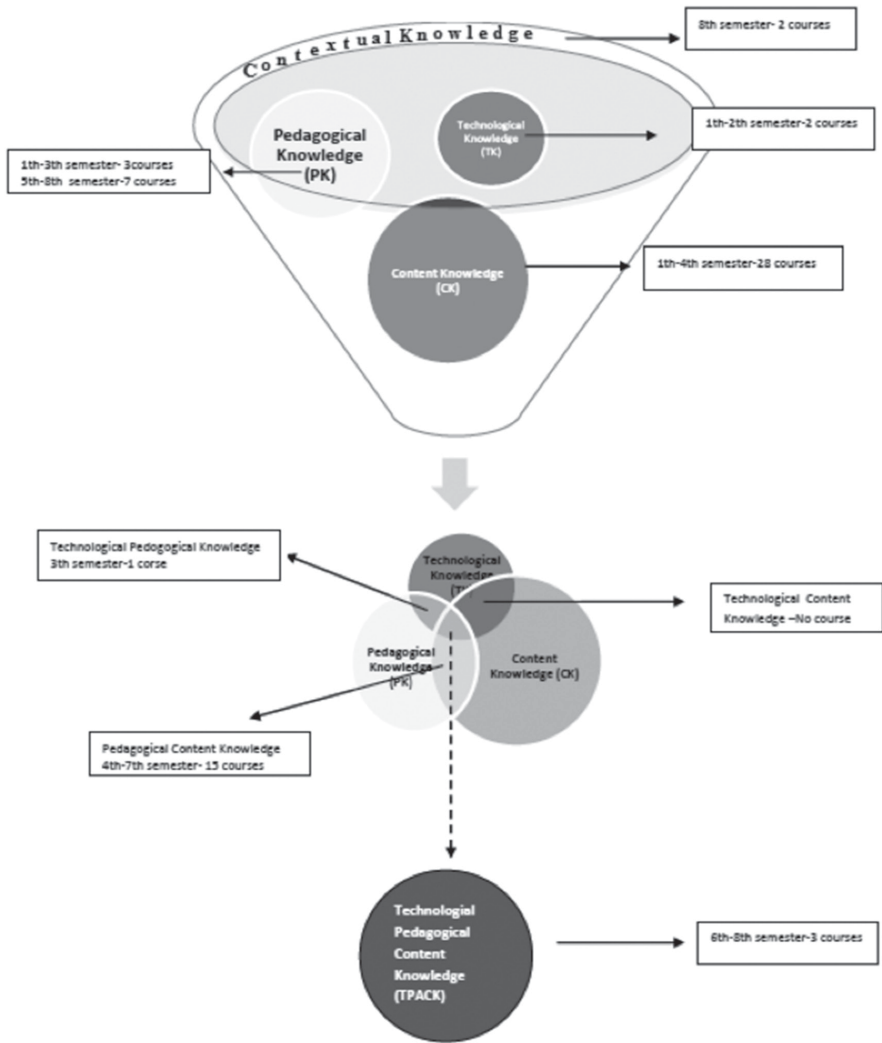 8th semester- 2 courses
Contextual Knowledge
Pedagogical
Knowledge
(PK)
Technological
Knowledge
(TK)
1th-2th semester-2 courses
1th-3th semester- 3courses
5th-8th semester-7 courses
Content Knowledge
(CK)
1th-4th semester-28 courses
Technological Pedogogical Knowledge
3th semester-1 corse
Technological
Knowledge
Technological Content
Knowledge –No course
Pedagogical
Knowledge
(PK)
Content
Knowledge (CK)
Pedagogical Content Knowledge
4th-7th semester- 15 courses
Technologial
Pedagogical
Content
Knowledge
(TPACK)
6th-8th semester-3 courses